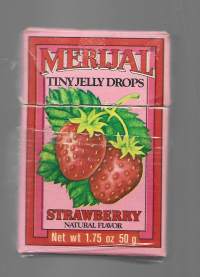 MERIJAL
TINY JELLY DROPS
STRAWBERRY
NATURAL FLAVOR
Net wt 1.75 oz 50 g